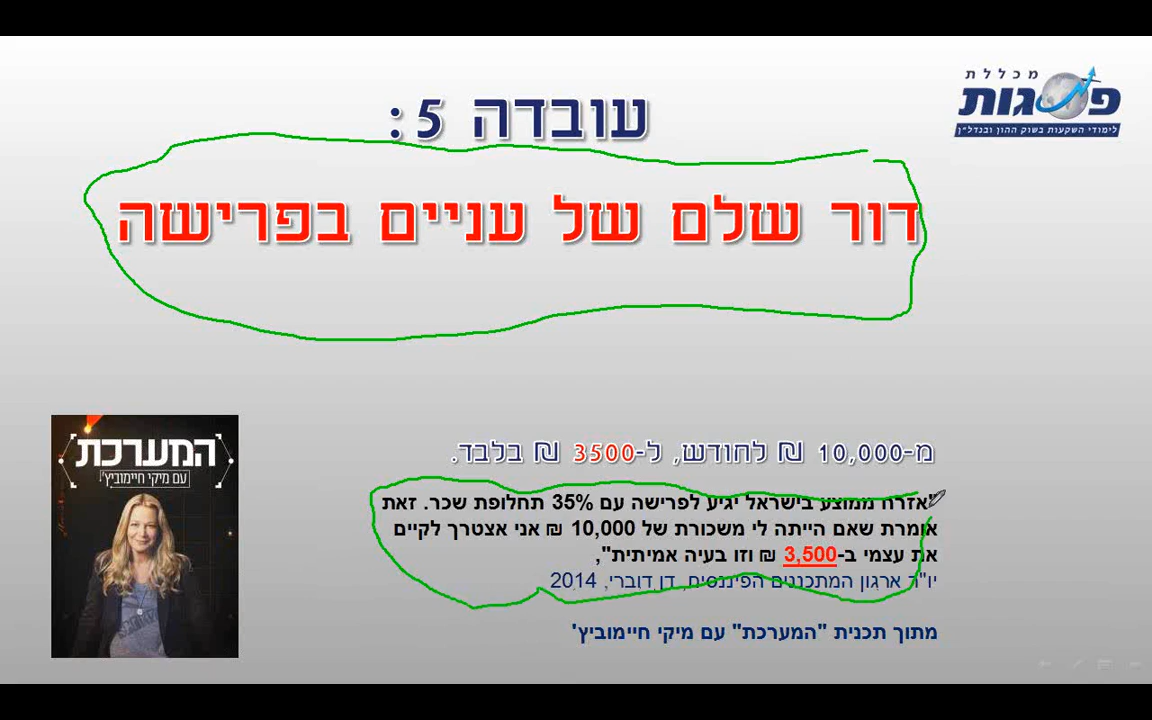 מכללת
פסגות
לימודי השקעות בשוק ההון ובנדל"ן
עובדה 5:
דור שלם של עניים בפרישה
מ-10,000 ₪ לחודש, ל-3500 ₪ בלבד.
"אזרח ממוצע בישראל יגיע לפרישה עם 35% תחלופת שכר. זאת
אומרת שאם הייתה לי משכורת של 10,000 ₪ אני אצטרך לקיים
את עצמי ב-3,500 ₪ וזו בעיה אמיתית",
יו"ר ארגון המתכננים הפיננסים, דן דוברי, 2014
מתוך תכנית "המערכת" עם מיקי חיימוביץ'
המערכת
עם מיקי חיימוביץ'